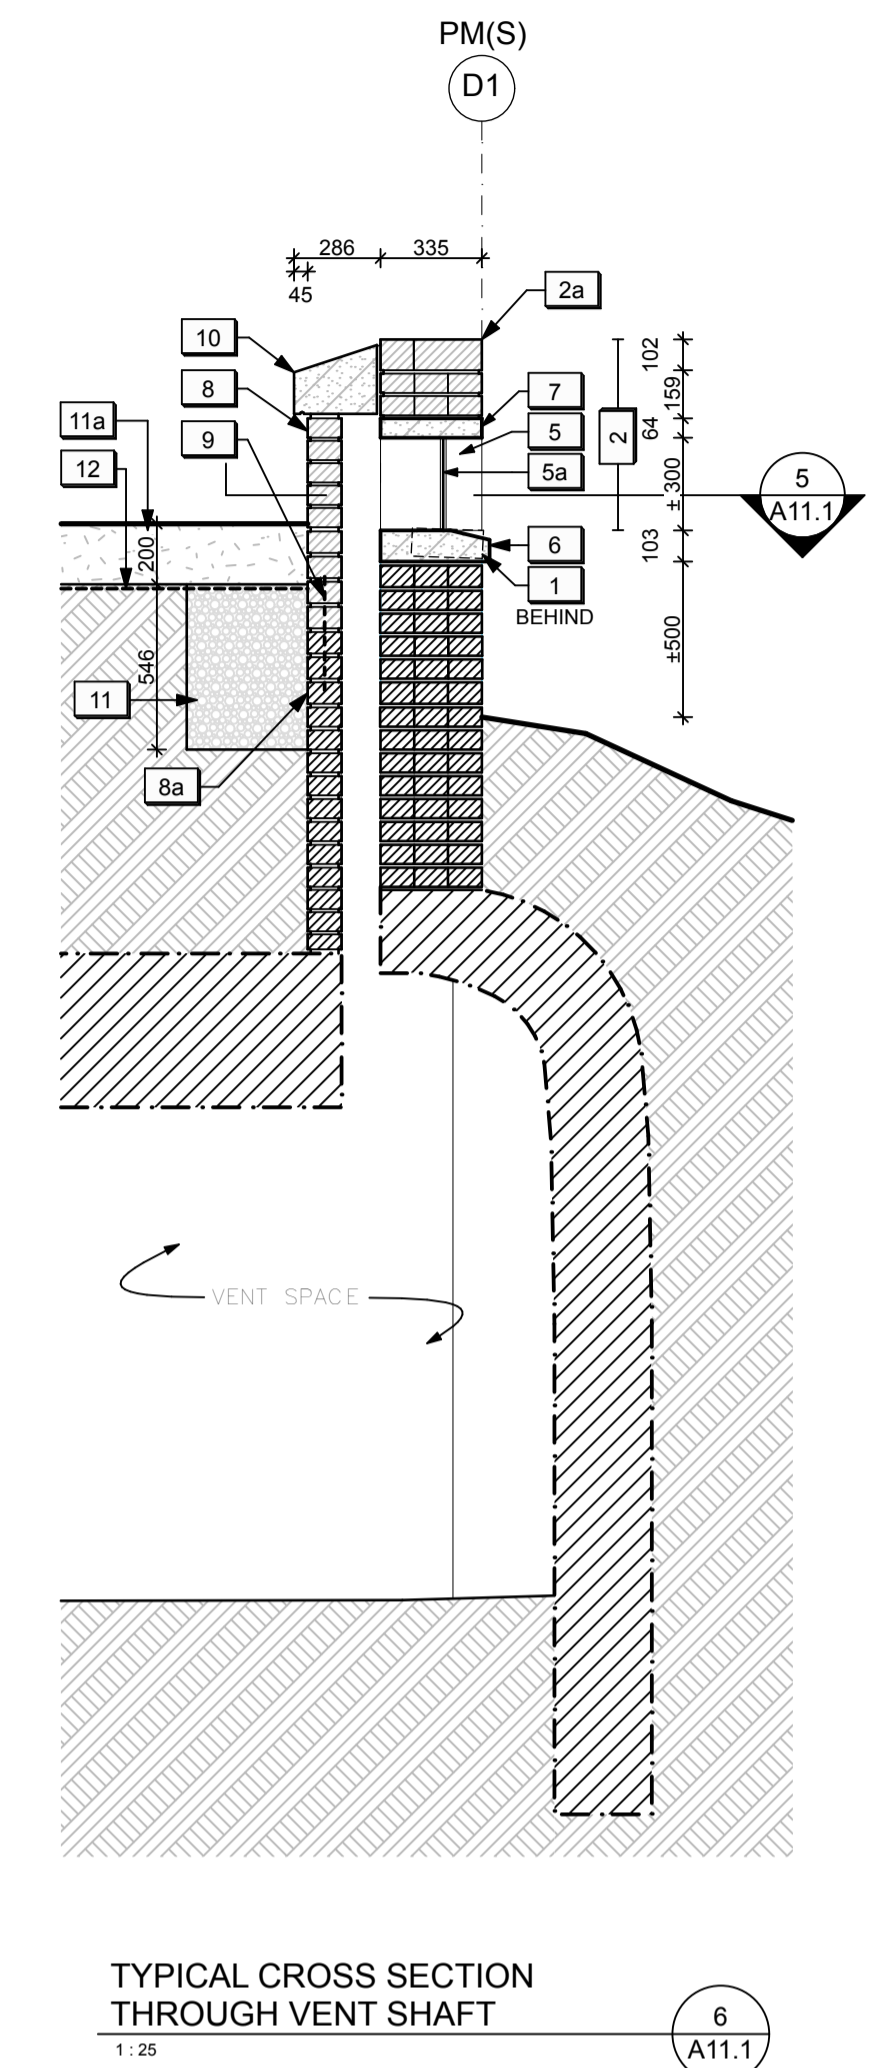 PM(S)
D1
286
335
45
2a
10
8
9
11a
12
7
5
5a
2
102
159
64
± 300
103
±500
5
A11.1
6
1
BEHIND
200
546
11
8a
VENT SPACE
TYPICAL CROSS SECTION
THROUGH VENT SHAFT
1 : 25
6
A11.1